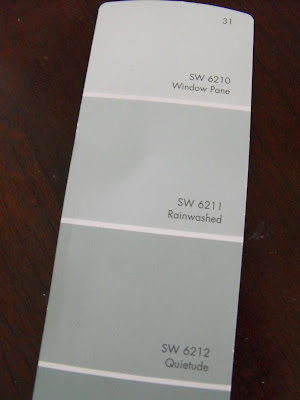 31
SW 6210
Window Pane
SW 6211
Rainwashed
SW 6212
Quietude